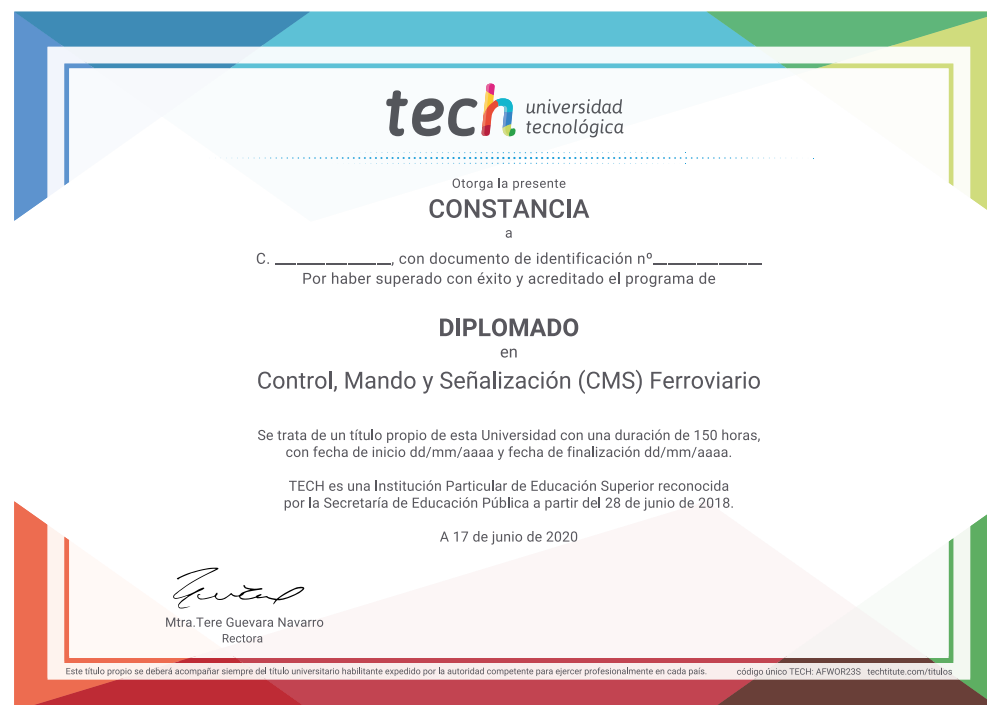 tech universidad
tecnológica
Otorga la presente
CONSTANCIA
a
C. ______________, con documento de identificación nº_____________
Por haber superado con éxito y acreditado el programa de
DIPLOMADO
en
Control, Mando y Señalización (CMS) Ferroviario
Se trata de un título propio de esta Universidad con una duración de 150 horas,
con fecha de inicio dd/mm/aaaa y fecha de finalización dd/mm/aaaa.
TECH es una Institución Particular de Educación Superior reconocida
por la Secretaría de Educación Pública a partir del 28 de junio de 2018.
A 17 de junio de 2020
Mtra.Tere Guevara Navarro
Rectora
Este título propio se deberá acompañar siempre del título universitario habilitante expedido por la autoridad competente para ejercer profesionalmente en cada país. código único TECH: AFWOR23S techtitute.com/titulos